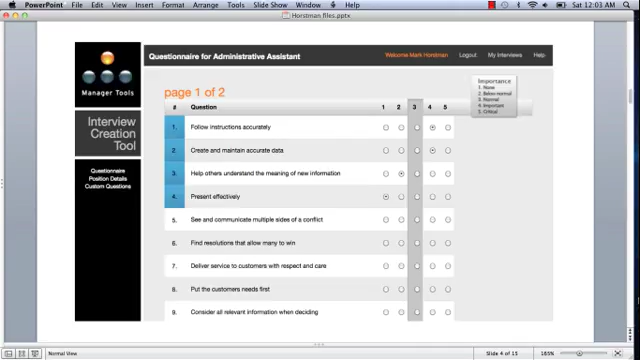 PowerPoint File Edit View Insert Format Arrange Tools Slide Show Window Help Sat 12:03 AM
Horstman files.pptx
Manager Tools
Interview
Creation
Tool
Questionnaire
Position Details
Custom Questions
Questionnaire for Administrative Assistant
Welcome Mark Horstman Logout My Interviews Help
page 1 of 2
Importance
1. None
2. Below normal
3. Normal
4. Important
5. Critical
# Question 1 2 3 4 5
1. Follow instructions accurately
2. Create and maintain accurate data
3. Help others understand the meaning of new information
4. Present effectively
5. See and communicate multiple sides of a conflict
6. Find resolutions that allow many to win
7. Deliver service to customers with respect and care
8. Put the customers needs first
9. Consider all relevant information when deciding
Normal View Slide 4 of 15 165%